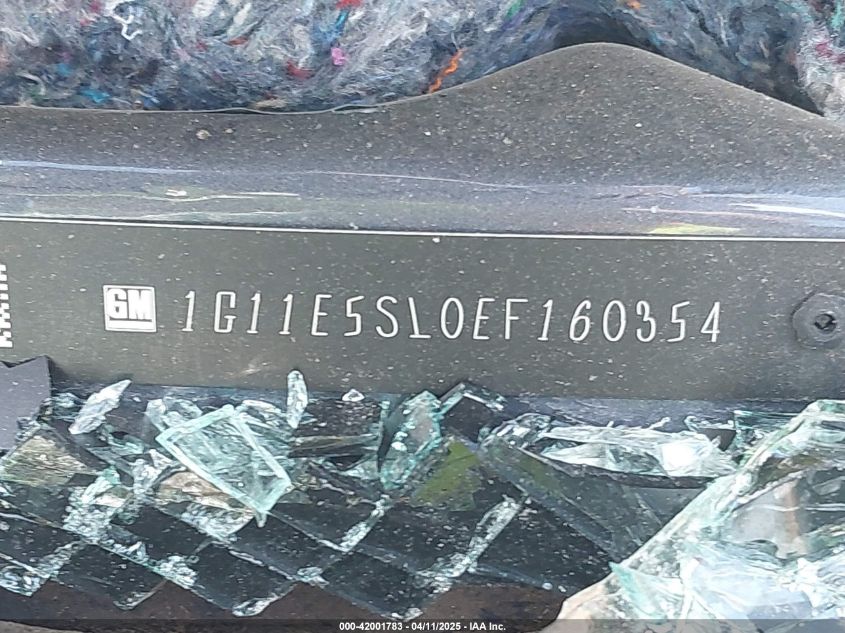 GM 1G11E5SL0EF160354
000-42001783 - 04/11/2025 - IAA Inc.